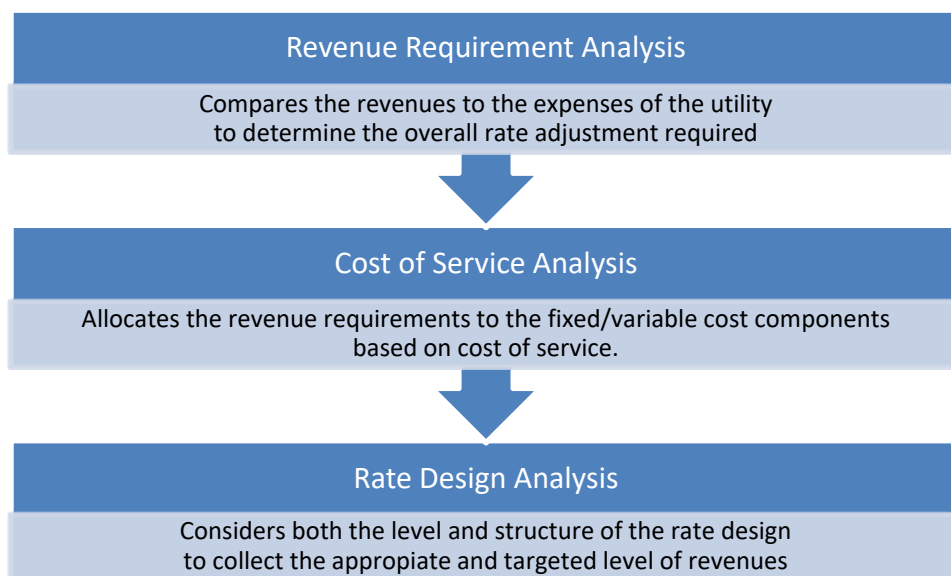 Revenue Requirement Analysis
Compares the revenues to the expenses of the utility
to determine the overall rate adjustment required
Cost of Service Analysis
Allocates the revenue requirements to the fixed/variable cost components
based on cost of service.
Rate Design Analysis
Considers both the level and structure of the rate design
to collect the appropiate and targeted level of revenues